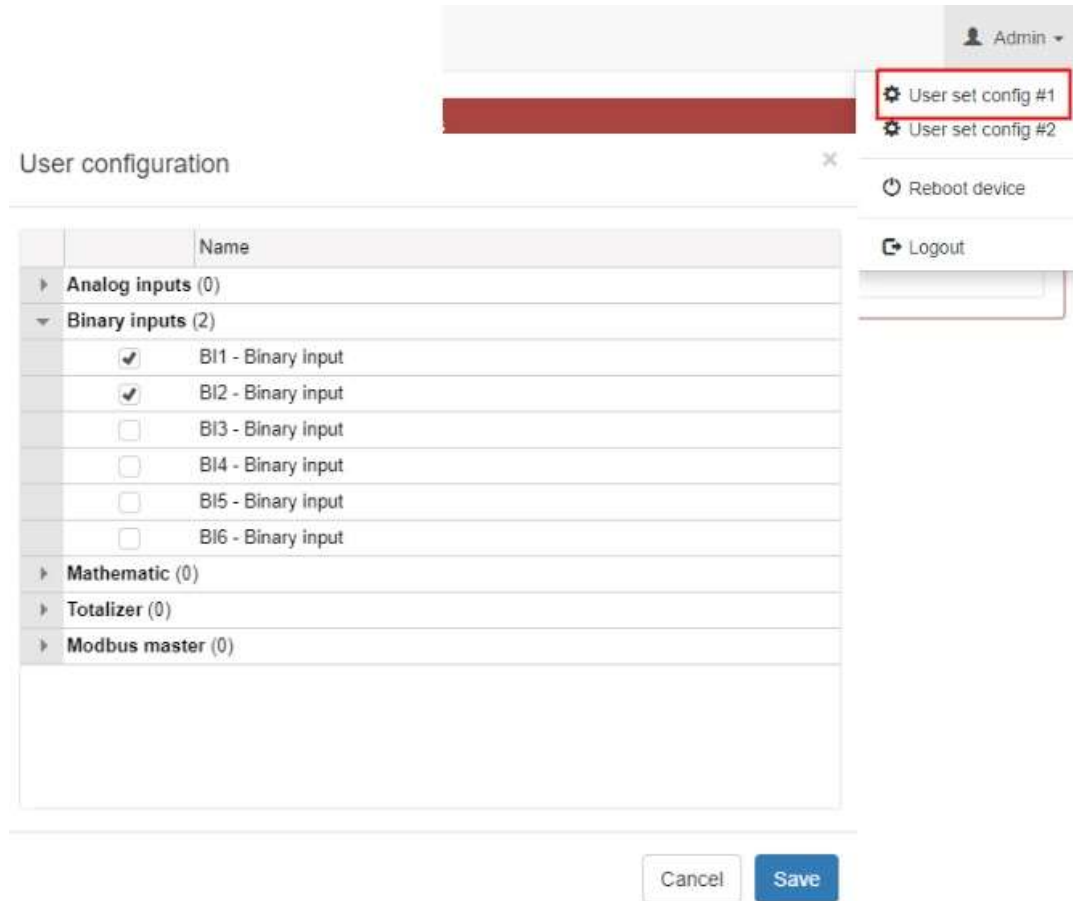 Admin
User set config #1
User set config #2
Reboot device
Logout
User configuration
Name
Analog inputs (0)
Binary inputs (2)
BI1 - Binary input
BI2 - Binary input
BI3 - Binary input
BI4 - Binary input
BI5 - Binary input
BI6 - Binary input
Mathematic (0)
Totalizer (0)
Modbus master (0)
Cancel
Save